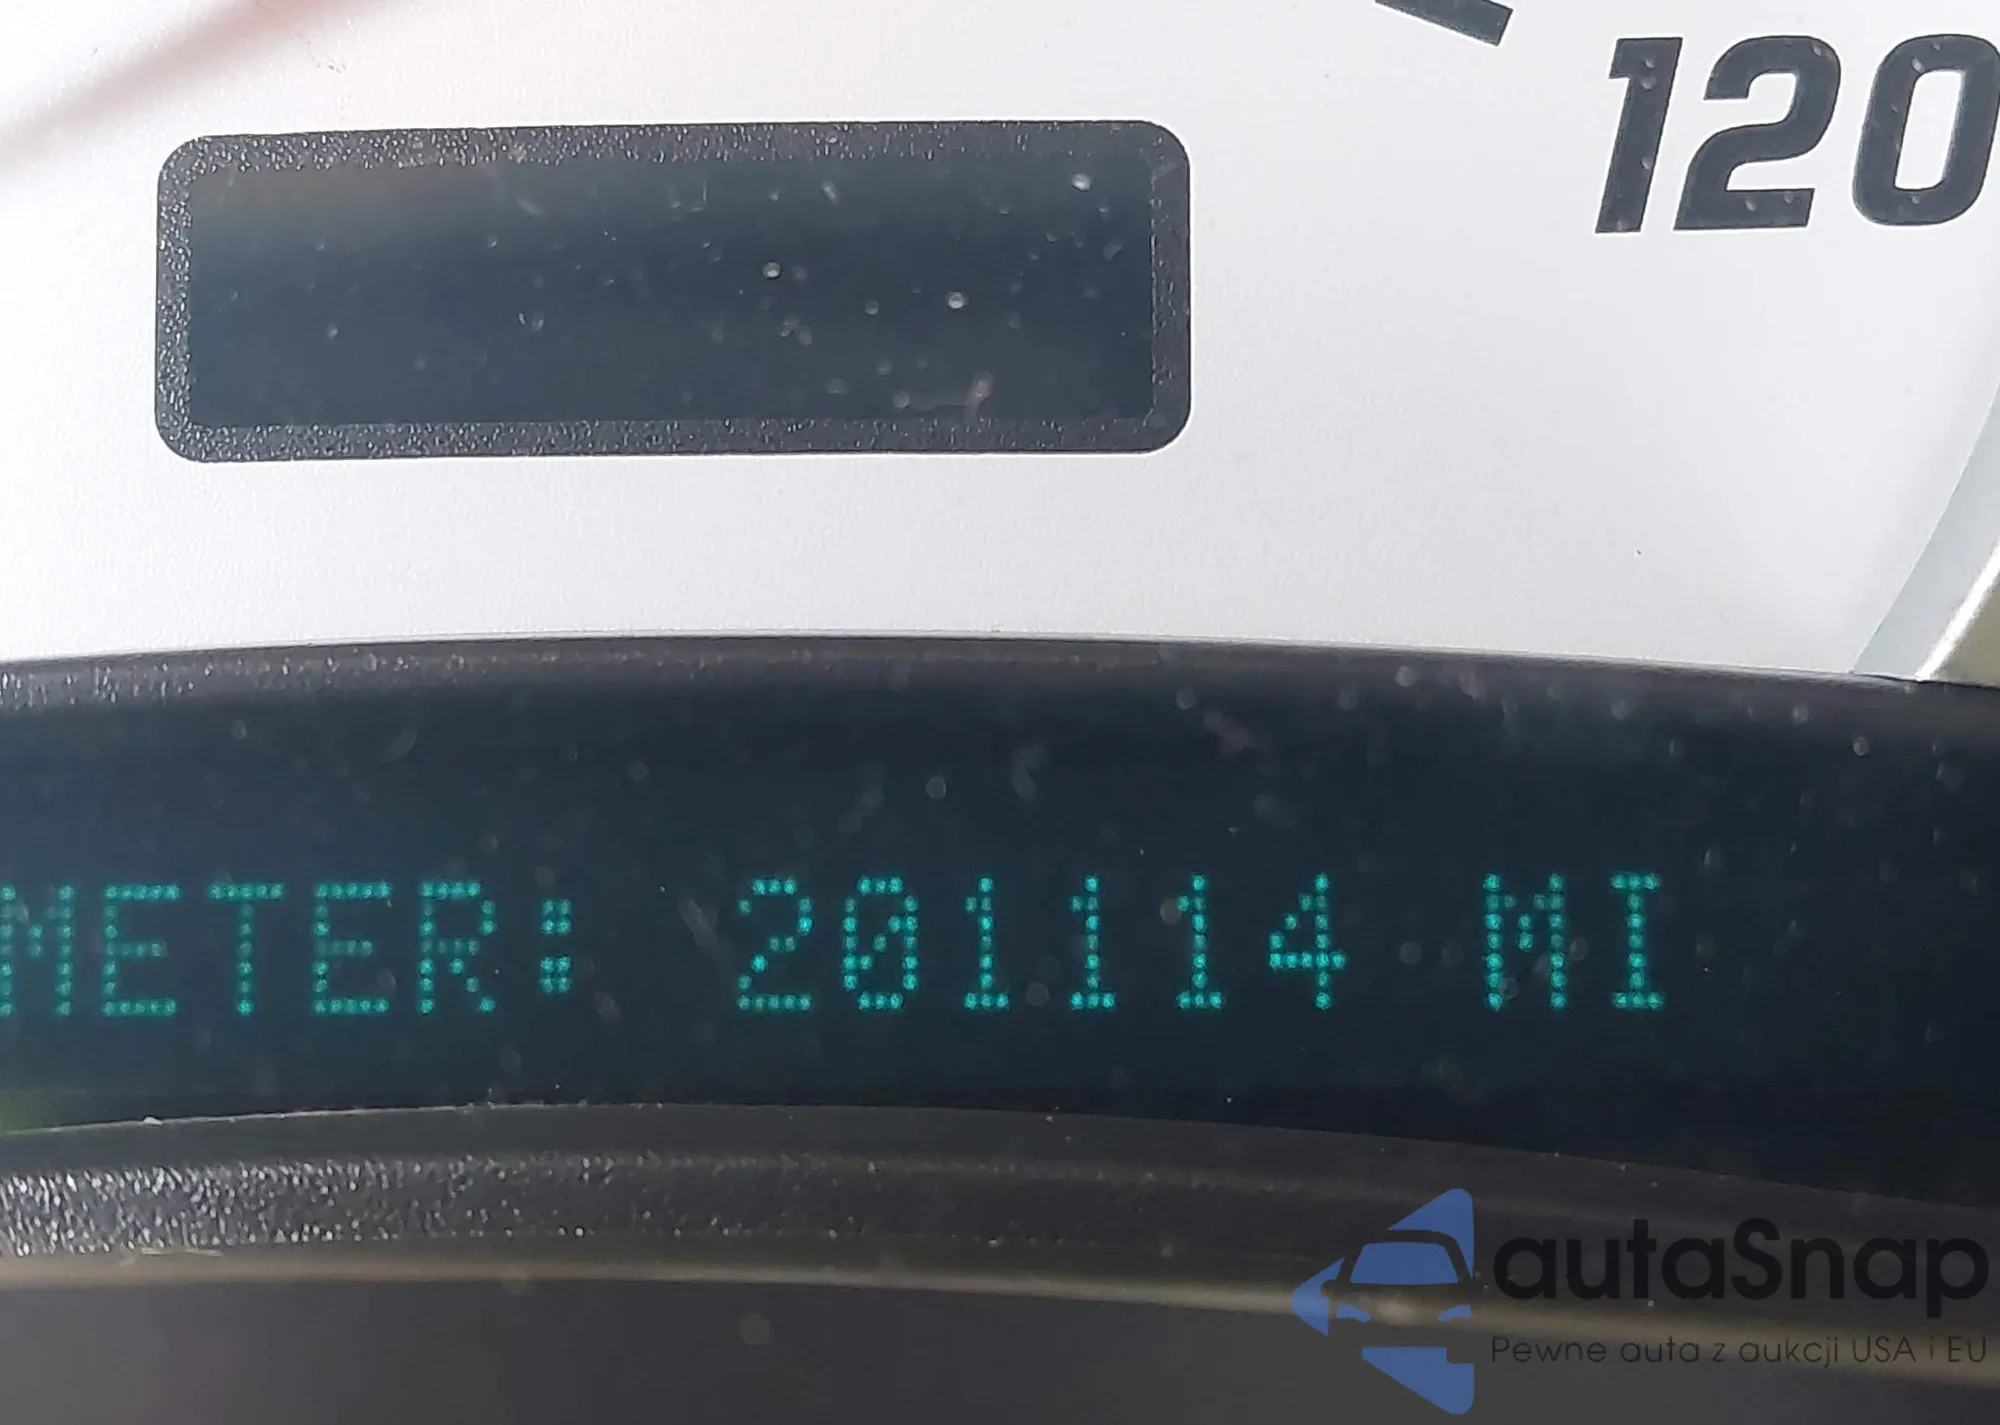 120
METER: 201114 MI
autaSnap
Pewne auta z aukcji USA i EU